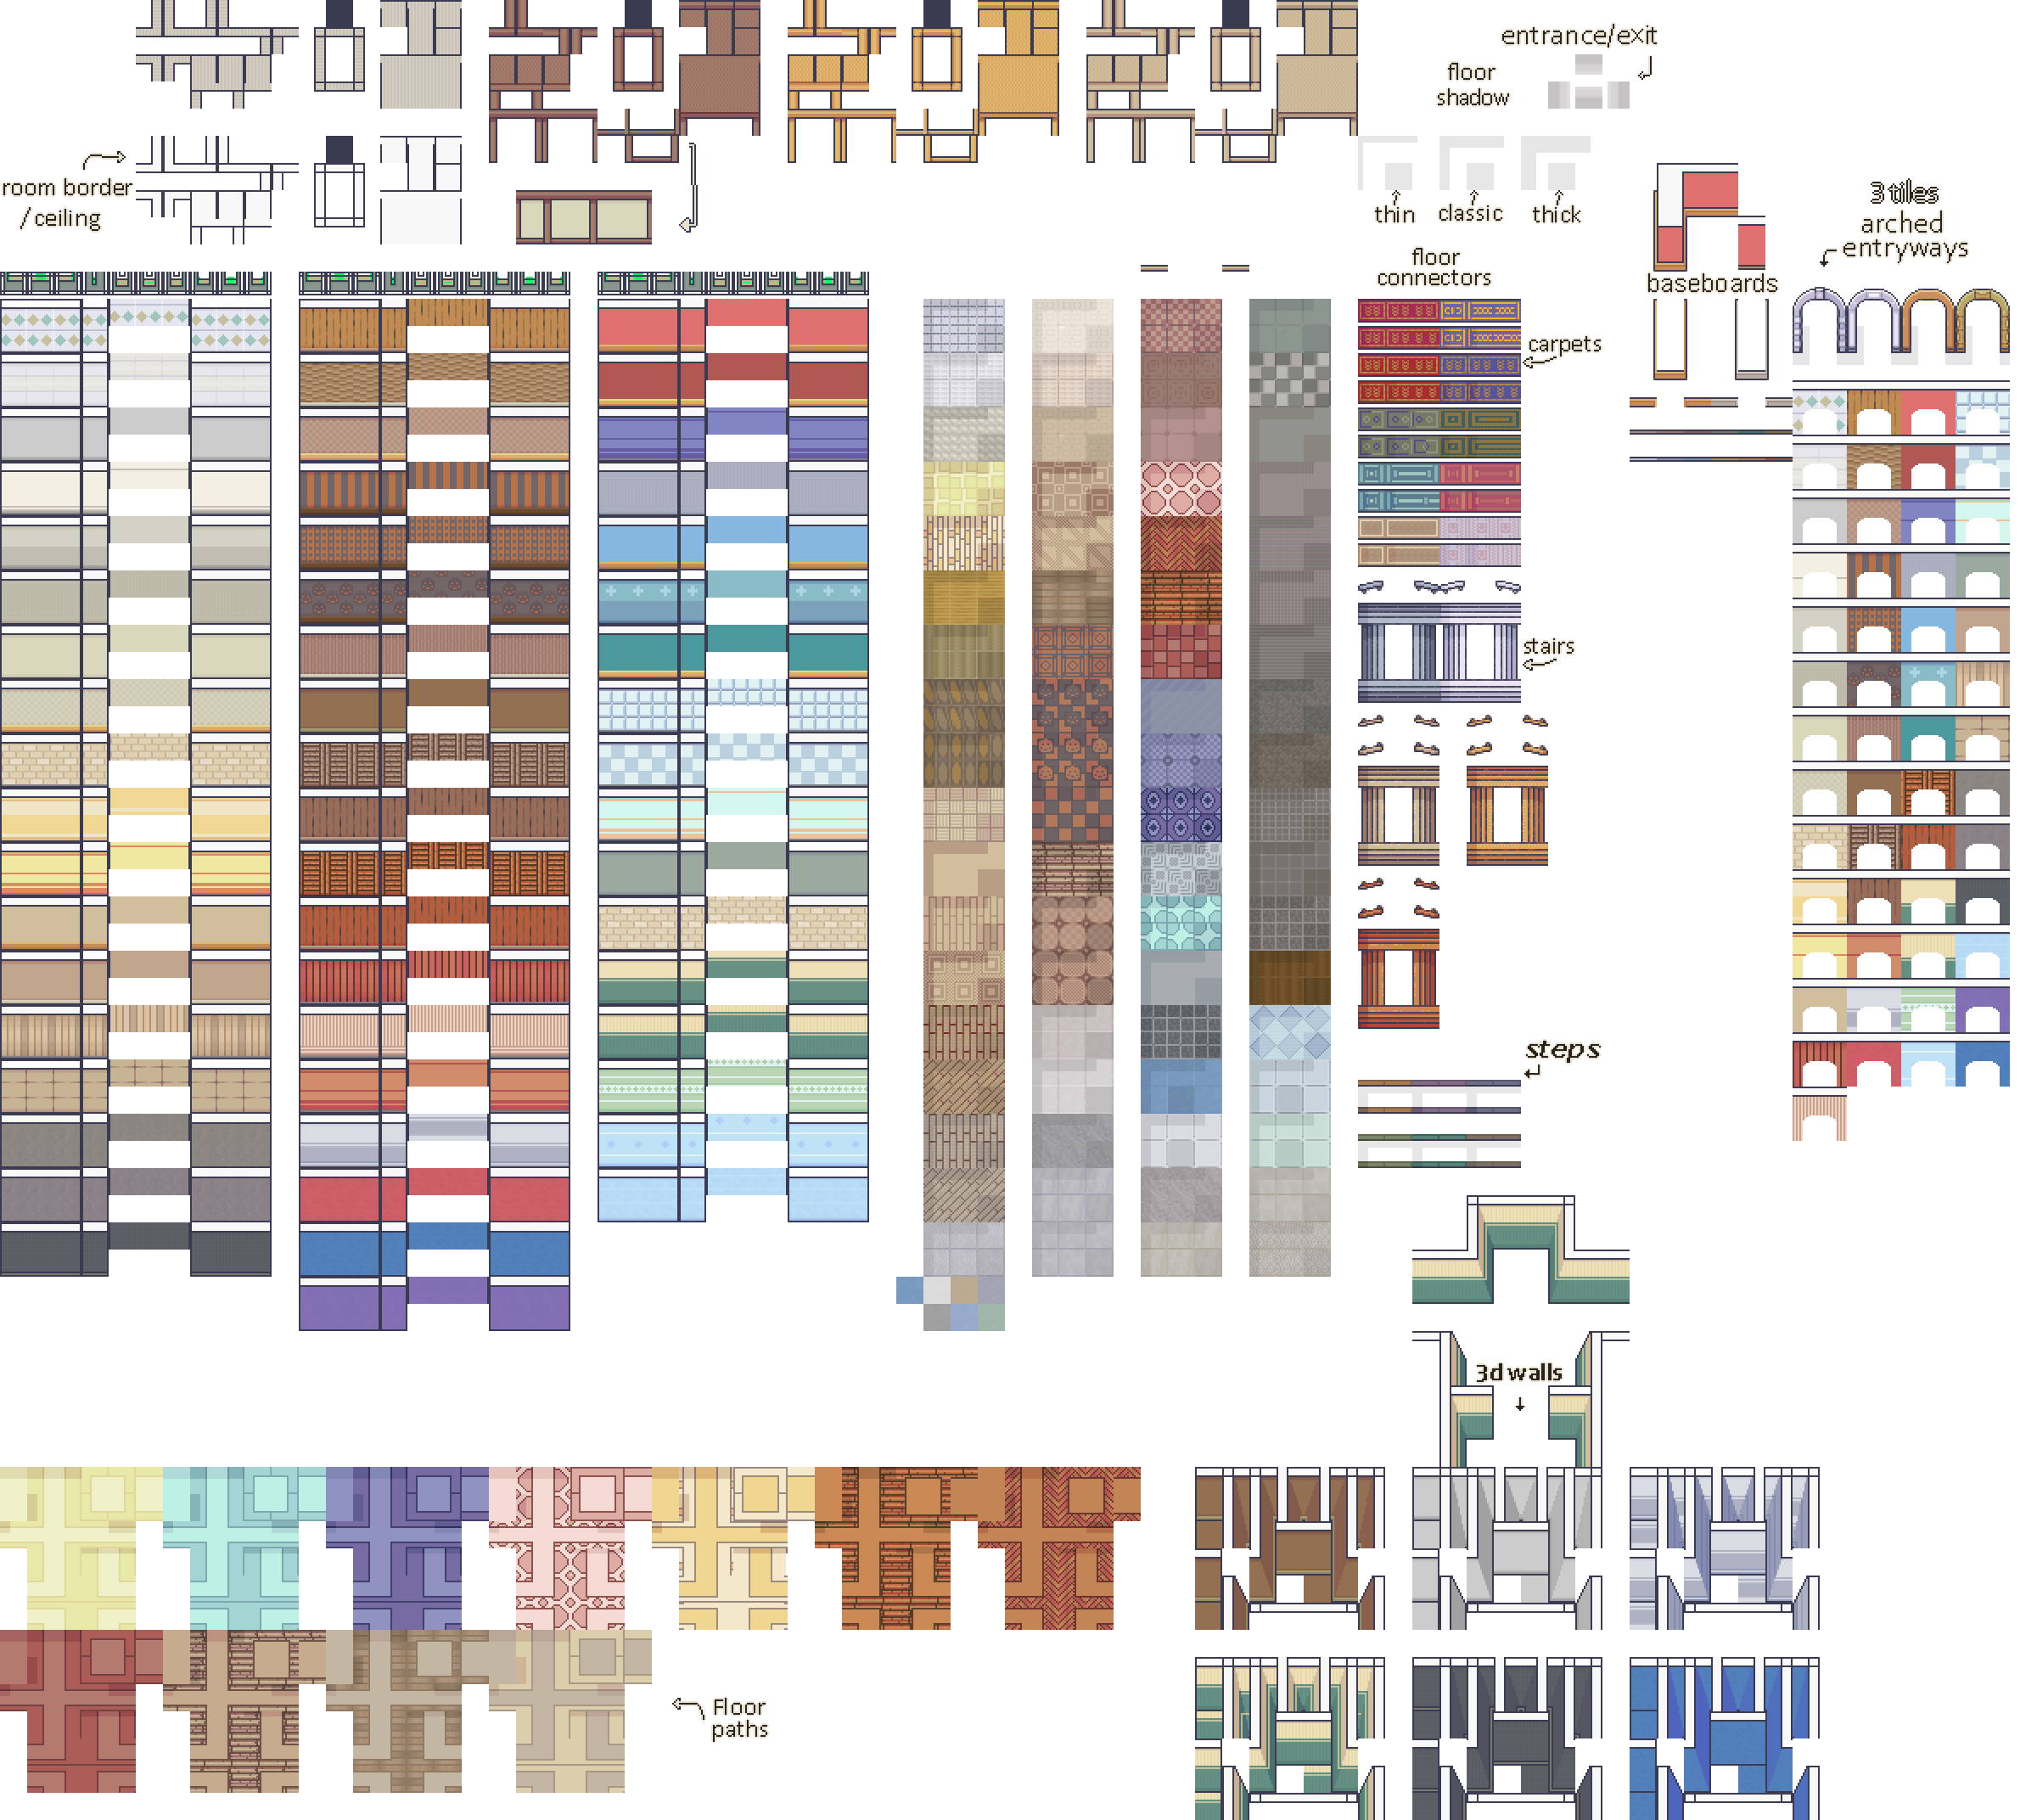 entrance/exit
floor
shadow
room border
/ceiling
thin
classic
thick
3 tiles
arched
entryways
floor
connectors
baseboards
carpets
stairs
steps
3d walls
Floor
paths